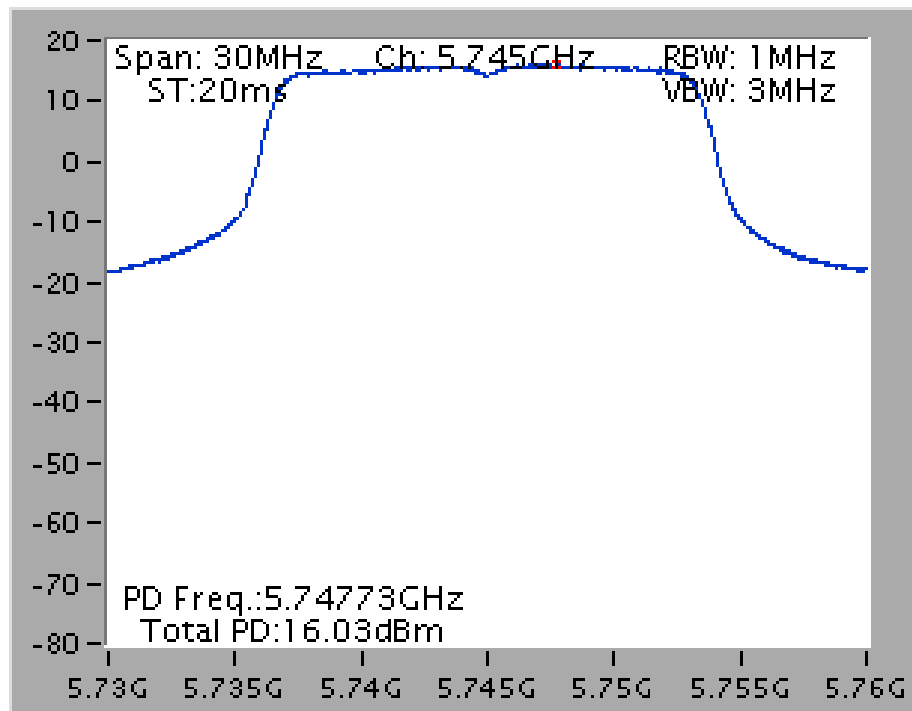 Span: 30MHz Ch: 5.745GHz RBW: 1MHz
ST:20ms VBW: 3MHz
20
10
0
-10
-20
-30
-40
-50
-60
-70
-80
PD Freq.:5.74773GHz
Total PD:16.03dBm
5.73G 5.735G 5.74G 5.745G 5.75G 5.755G 5.76G